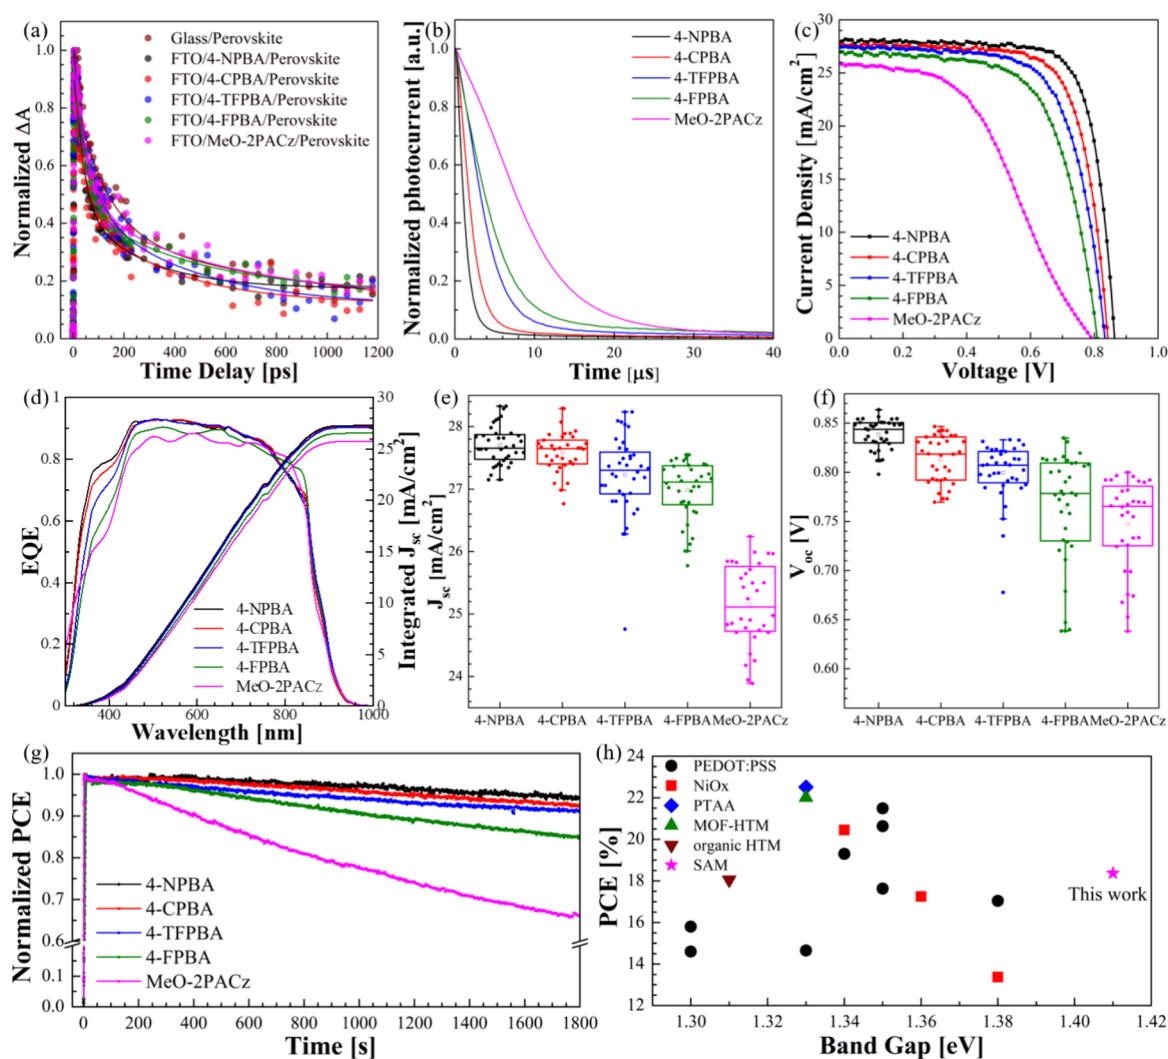 (a)
1.0
0.8
0.6
0.4
0.2
0.0
Normalized ΔA
Glass/Perovskite
FTO/4-NPBA/Perovskite
FTO/4-CPBA/Perovskite
FTO/4-TFPBA/Perovskite
FTO/4-FPBA/Perovskite
FTO/MeO-2PACz/Perovskite
0 200 400 600 800 1000 1200
Time Delay [ps]
(b)
Normalized photocurrent [a.u.]
4-NPBA
4-CPBA
4-TFPBA
4-FPBA
MeO-2PACz
0 10 20 30 40
Time [μs]
(c)
30
25
20
15
10
5
0
Current Density [mA/cm²]
4-NPBA
4-CPBA
4-TFPBA
4-FPBA
MeO-2PACz
0.0 0.2 0.4 0.6 0.8 1.0
Voltage [V]
(d)
1
0.8
0.6
0.4
0.2
0
EQE
4-NPBA
4-CPBA
4-TFPBA
4-FPBA
MeO-2PACz
30
25
20
15
10
5
0
Integrated Jsc [mA/cm²]
400 600 800 1000
Wavelength [nm]
(e)
28
27
26
25
24
Jsc [mA/cm²]
4-NPBA 4-CPBA 4-TFPBA 4-FPBA MeO-2PACz
(f)
0.85
0.80
0.75
0.70
0.65
0.60
Voc [V]
4-NPBA 4-CPBA 4-TFPBA 4-FPBA MeO-2PACz
(g)
1.0
0.9
0.8
0.7
0.6
0.1
0.0
Normalized PCE
4-NPBA
4-CPBA
4-TFPBA
4-FPBA
MeO-2PACz
0 200 400 600 800 1000 1200 1400 1600 1800
Time [s]
(h)
24
22
20
18
16
14
12
PCE [%]
PEDOT:PSS
NiOx
PTAA
MOF-HTM
organic HTM
SAM
This work
1.30 1.32 1.34 1.36 1.38 1.40 1.42
Band Gap [eV]